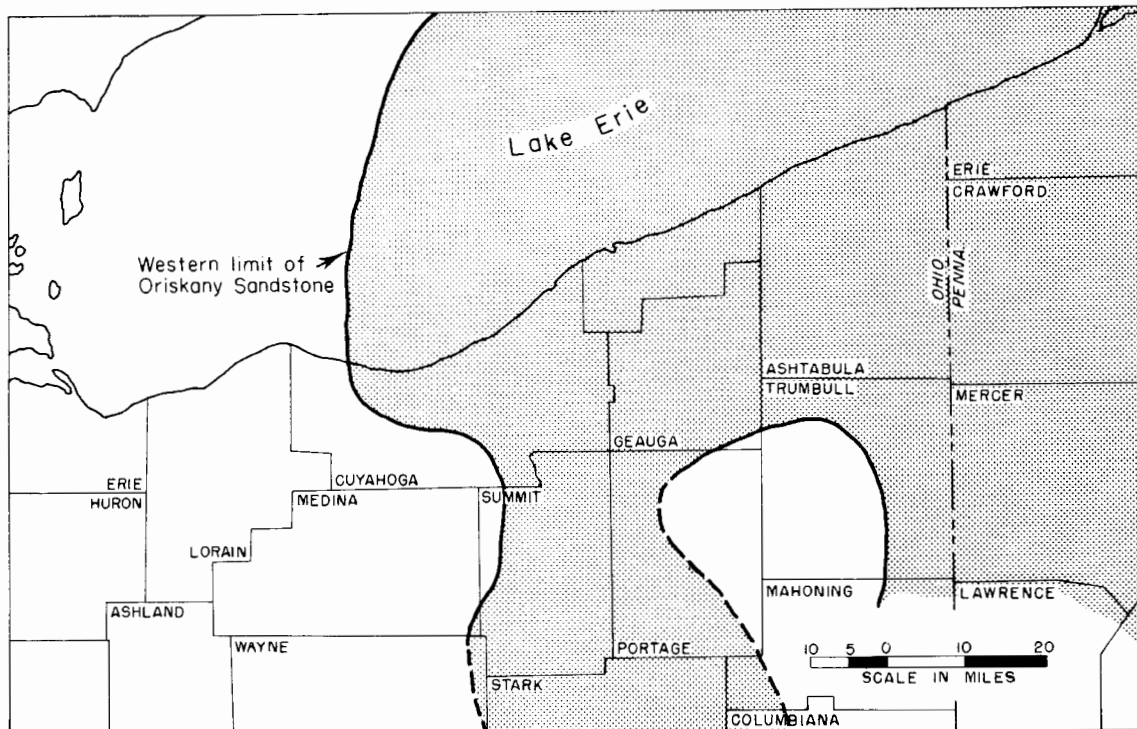 Lake Erie
ERIE
CRAWFORD
Western limit of
Oriskany Sandstone
OHIO
PENNA.
ASHTABULA
TRUMBULL
MERCER
GEAUGA
ERIE
HURON
CUYAHOGA
MEDINA
SUMMIT
LORAIN
ASHLAND
MAHONING
LAWRENCE
WAYNE
PORTAGE
10 5 0 10 20
SCALE IN MILES
STARK
COLUMBIANA